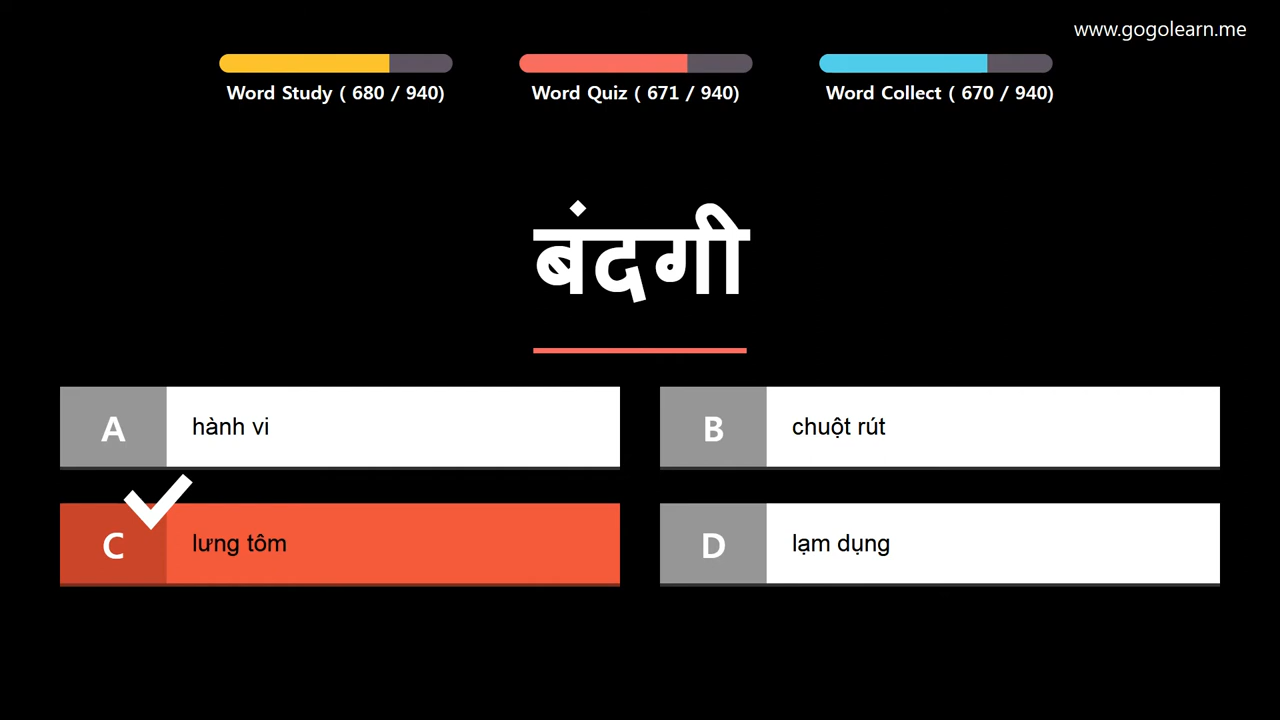 www.gogolearn.me
Word Study ( 680 / 940)
Word Quiz ( 671 / 940)
Word Collect ( 670 / 940)
बंदगी
A
hành vi
B
chuột rút
C
lưng tôm
D
lạm dụng